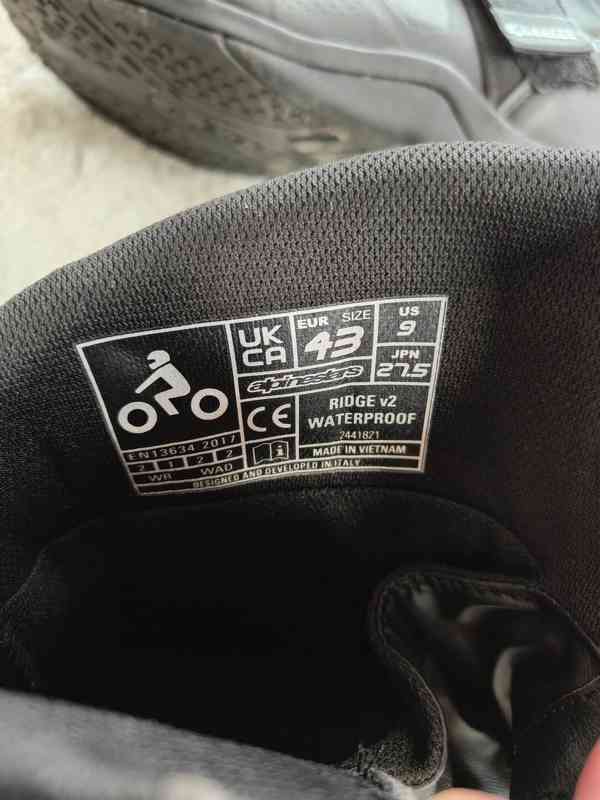 UK
CA
EUR SIZE
43
US
9
JPN
27.5
alpinestars
CE
RIDGE v2
WATERPROOF
2441821
MADE IN VIETNAM
EN13634 2017
2 1 2 2
WR WAD
DESIGNED AND DEVELOPED IN ITALY